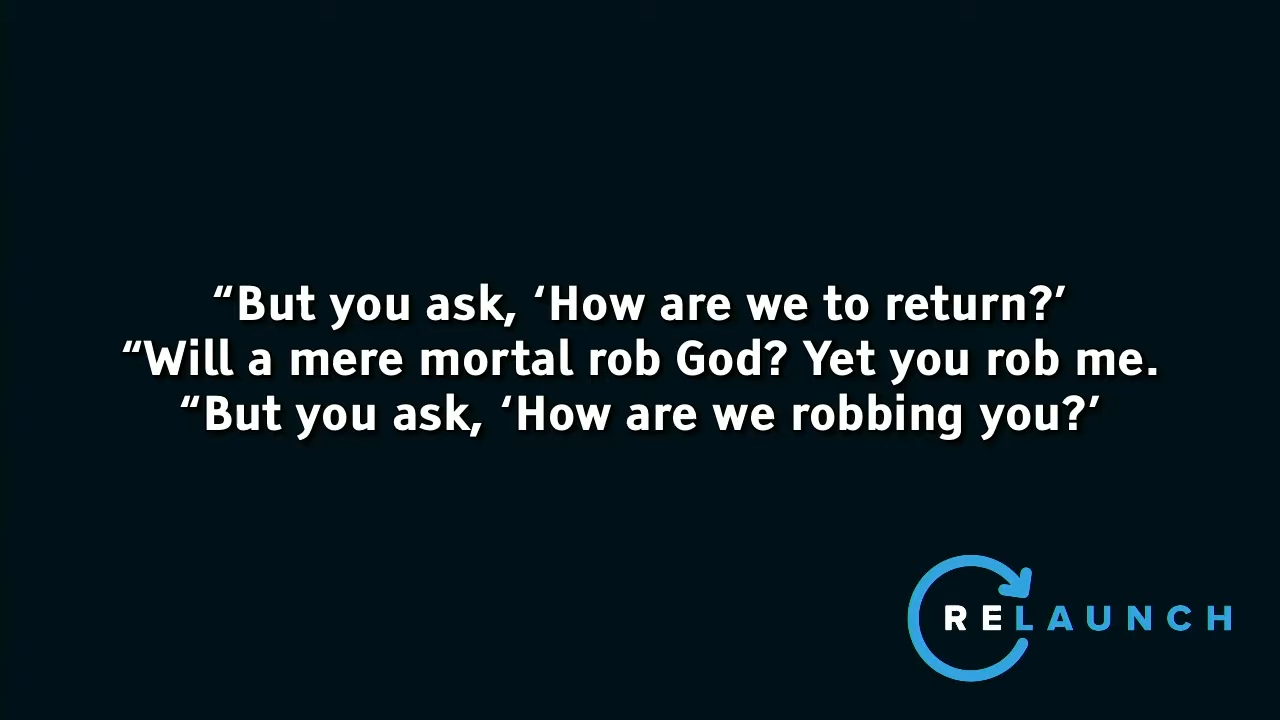 “But you ask, ‘How are we to return?’
“Will a mere mortal rob God? Yet you rob me.
“But you ask, ‘How are we robbing you?’
RELAUNCH